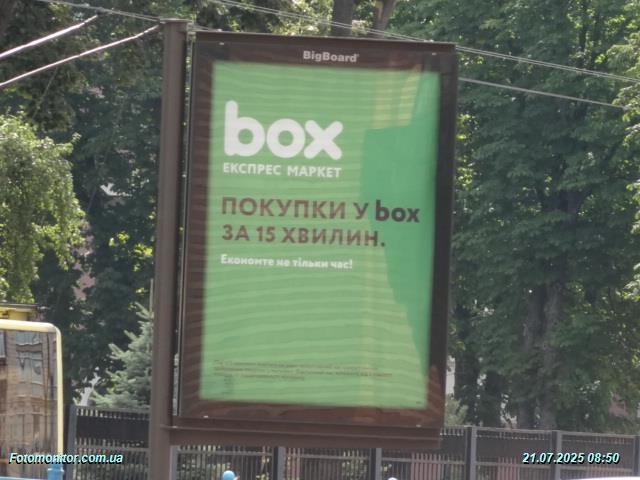 BigBoard
box
ЕКСПРЕС МАРКЕТ
ПОКУПКИ У box
ЗА 15 ХВИЛИН.
Економте не тільки час!
Fotomonitor.com.ua
21.07.2025 08:50